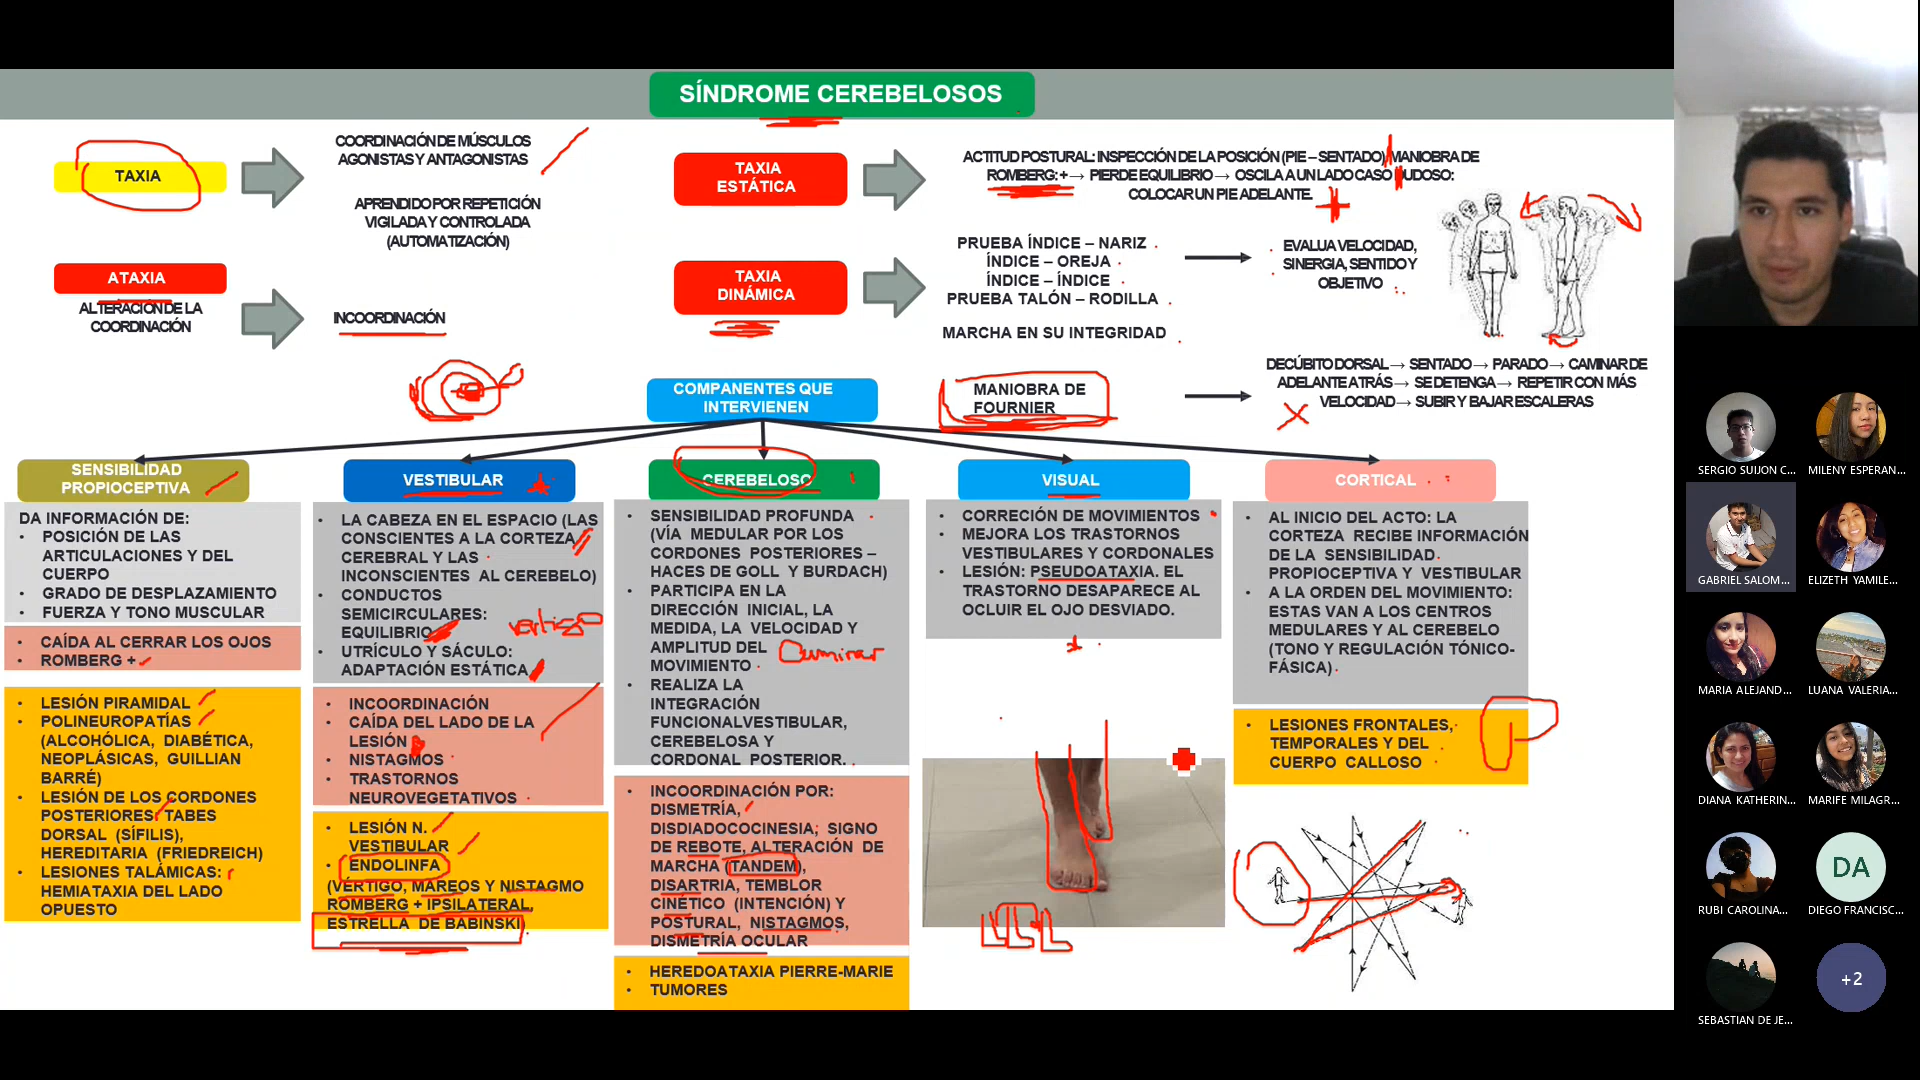 SÍNDROME CEREBELOSOS
TAXIA
COORDINACIÓN DE MÚSCULOS
AGONISTAS Y ANTAGONISTAS
APRENDIDO POR REPETICIÓN
VIGILADA Y CONTROLADA
(AUTOMATIZACIÓN)
ATAXIA
ALTERACIÓN DE LA
COORDINACIÓN
INCOORDINACIÓN
TAXIA
ESTÁTICA
ACTITUD POSTURAL: INSPECCIÓN DE LA POSICIÓN (PIE – SENTADO) MANIOBRA DE
ROMBERG: + → PIERDE EQUILIBRIO → OSCILA A UN LADO CASO DUDOSO:
COLOCAR UN PIE ADELANTE.
TAXIA
DINÁMICA
PRUEBA ÍNDICE – NARIZ
ÍNDICE – OREJA
ÍNDICE – ÍNDICE
PRUEBA TALÓN – RODILLA
MARCHA EN SU INTEGRIDAD
EVALUA VELOCIDAD,
SINERGIA, SENTIDO Y
OBJETIVO
MANIOBRA DE
FOURNIER
DECÚBITO DORSAL → SENTADO → PARADO → CAMINAR DE
ADELANTE ATRÁS → SE DETENGA → REPETIR CON MÁS
VELOCIDAD → SUBIR Y BAJAR ESCALERAS
COMPANENTES QUE
INTERVIENEN
SENSIBILIDAD
PROPIOCEPTIVA
DA INFORMACIÓN DE:
• POSICIÓN DE LAS
ARTICULACIONES Y DEL
CUERPO
• GRADO DE DESPLAZAMIENTO
• FUERZA Y TONO MUSCULAR
• CAÍDA AL CERRAR LOS OJOS
• ROMBERG +
• LESIÓN PIRAMIDAL
• POLINEUROPATÍAS
(ALCOHÓLICA, DIABÉTICA,
NEOPLÁSICAS, GUILLIAN
BARRÉ)
• LESIÓN DE LOS CORDONES
POSTERIORES: TABES
DORSAL (SÍFILIS),
HEREDITARIA (FRIEDREICH)
• LESIONES TALÁMICAS:
HEMIATAXIA DEL LADO
OPUESTO
VESTIBULAR
• LA CABEZA EN EL ESPACIO (LAS
CONSCIENTES A LA CORTEZA
CEREBRAL Y LAS
INCONSCIENTES AL CEREBELO)
• CONDUCTOS
SEMICIRCULARES:
EQUILIBRIO
vertigo
• UTRÍCULO Y SÁCULO:
ADAPTACIÓN ESTÁTICA
• INCOORDINACIÓN
• CAÍDA DEL LADO DE LA
LESIÓN
• NISTAGMOS
• TRASTORNOS
NEUROVEGETATIVOS
• LESIÓN N.
VESTIBULAR
• ENDOLINFA
(VÉRTIGO, MAREOS Y NISTAGMO
ROMBERG + IPSILATERAL,
ESTRELLA DE BABINSKI)
CEREBELOSO
• SENSIBILIDAD PROFUNDA
(VÍA MEDULAR POR LOS
CORDONES POSTERIORES –
HACES DE GOLL Y BURDACH)
• PARTICIPA EN LA
DIRECCIÓN INICIAL, LA
MEDIDA, LA VELOCIDAD Y
AMPLITUD DEL
MOVIMIENTO
• REALIZA LA
INTEGRACIÓN
FUNCIONALVESTIBULAR,
CEREBELOSA Y
CORDONAL POSTERIOR.
• INCOORDINACIÓN POR:
DISMETRÍA,
DISDIADOCOCINESIA; SIGNO
DE REBOTE, ALTERACIÓN DE
MARCHA (TANDEM),
DISARTRIA, TEMBLOR
CINÉTICO (INTENCIÓN) Y
POSTURAL, NISTAGMOS,
DISMETRÍA OCULAR
• HEREDOATAXIA PIERRE-MARIE
• TUMORES
VISUAL
• CORRECIÓN DE MOVIMIENTOS
• MEJORA LOS TRASTORNOS
VESTIBULARES Y CORDONALES
• LESIÓN: PSEUDOATAXIA. EL
TRASTORNO DESAPARECE AL
OCLUIR EL OJO DESVIADO.
CORTICAL
• AL INICIO DEL ACTO: LA
CORTEZA RECIBE INFORMACIÓN
DE LA SENSIBILIDAD
PROPIOCEPTIVA Y VESTIBULAR
• A LA ORDEN DEL MOVIMIENTO:
ESTAS VAN A LOS CENTROS
MEDULARES Y AL CEREBELO
(TONO Y REGULACIÓN TÓNICO-
FÁSICA)
• LESIONES FRONTALES,
TEMPORALES Y DEL
CUERPO CALLOSO
SERGIO SUIJON C...
MILENY ESPERAN...
GABRIEL SALOM...
ELIZETH YAMILE...
MARIA ALEJAND...
LUANA VALERIA...
DIANA KATHERIN...
MARIFE MILAGR...
RUBI CAROLINA...
DA
DIEGO FRANCISC...
SEBASTIAN DE JE...
+2